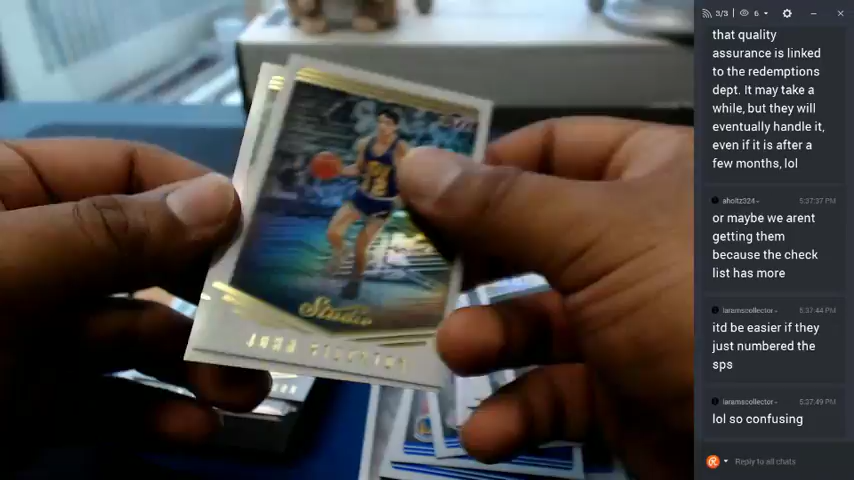 3/3
6
that quality
assurance is linked
to the redemptions
dept. It may take a
while, but they will
eventually handle it,
even if it is after a
few months, lol
aholtz324
5:37:37 PM
or maybe we arent
getting them
because the check
list has more
iaramscollector
5:37:44 PM
itd be easier if they
just numbered the
sps
iaramscollector
5:37:49 PM
lol so confusing
Reply to all chats
Studio
12